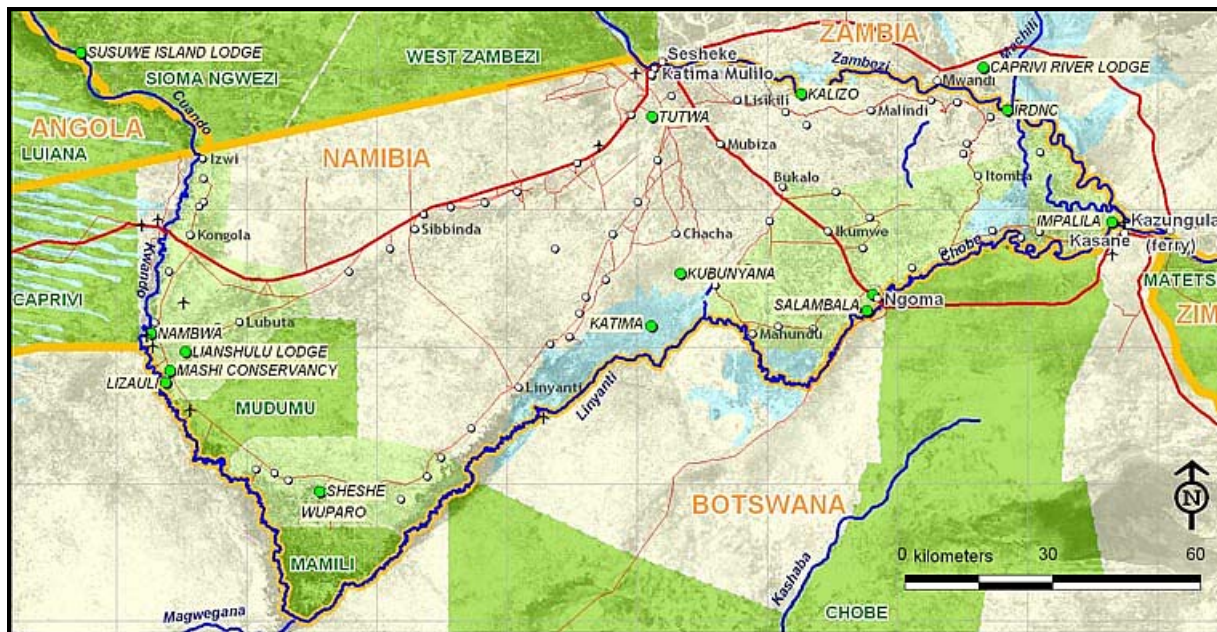 SUSUWE ISLAND LODGE
SIOMA NGWEZI
WEST ZAMBEZI
Sesheke
Katima Mulilo
ZAMBIA
Zambezi
Machili
Mwandi
CAPRIVI RIVER LODGE
KALIZO
Lisikili
Malindi
IRDNC
Cuando
ANGOLA
LUIANA
NAMIBIA
TUTWA
Mubiza
Izwi
Bukalo
Itomba
Kongola
Sibbinda
Chacha
Ikumwe
IMPALILA
Kazungula
(ferry)
Kasane
Chobe
Kwando
CAPRIVI
KUBUNYANA
SALAMBALA
Ngoma
MATETS
ZIM
NAMBWA
Lubuta
KATIMA
Mahundu
LIANSHULU LODGE
MASHI CONSERVANCY
LIZAULI
MUDUMU
Linyanti
Linyanti
SHESHE
WUPARO
BOTSWANA
N
MAMILI
0 kilometers 30 60
Kashaba
Magwegana
CHOBE